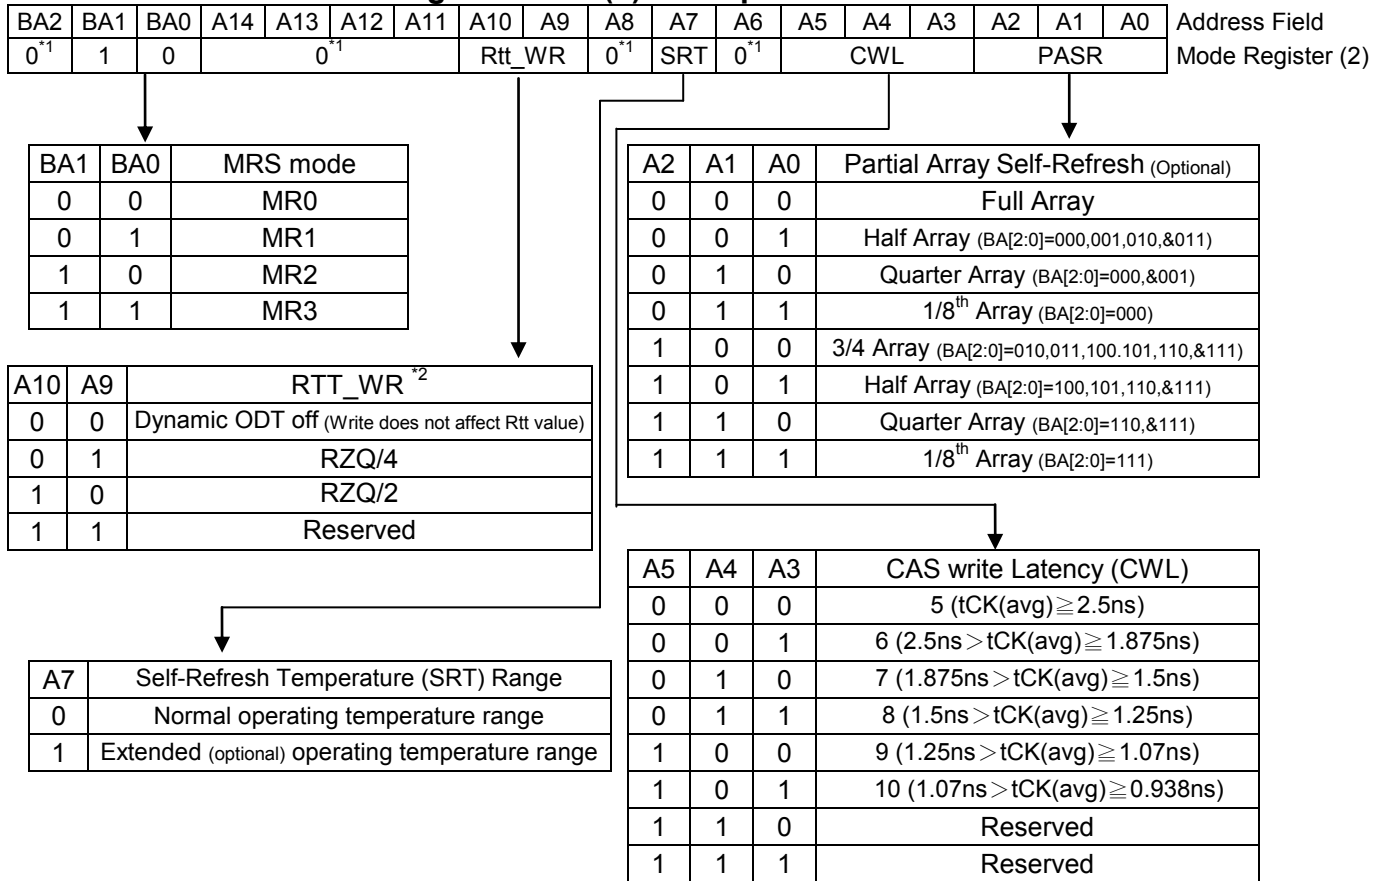 BA2 BA1 BA0 A14 A13 A12 A11 A10 A9 A8 A7 A6 A5 A4 A3 A2 A1 A0 Address Field
0*1 1 0 0*1 Rtt_WR 0*1 SRT 0*1 CWL PASR Mode Register (2)
BA1 BA0 MRS mode
0 0 MR0
0 1 MR1
1 0 MR2
1 1 MR3
A2 A1 A0 Partial Array Self-Refresh (Optional)
0 0 0 Full Array
0 0 1 Half Array (BA[2:0]=000,001,010,&011)
0 1 0 Quarter Array (BA[2:0]=000,&001)
0 1 1 1/8th Array (BA[2:0]=000)
1 0 0 3/4 Array (BA[2:0]=010,011,100.101,110,&111)
1 0 1 Half Array (BA[2:0]=100,101,110,&111)
1 1 0 Quarter Array (BA[2:0]=110,&111)
1 1 1 1/8th Array (BA[2:0]=111)
A10 A9 RTT_WR *2
0 0 Dynamic ODT off (Write does not affect Rtt value)
0 1 RZQ/4
1 0 RZQ/2
1 1 Reserved
A5 A4 A3 CAS write Latency (CWL)
0 0 0 5 (tCK(avg)≧2.5ns)
0 0 1 6 (2.5ns>tCK(avg)≧1.875ns)
0 1 0 7 (1.875ns>tCK(avg)≧1.5ns)
0 1 1 8 (1.5ns>tCK(avg)≧1.25ns)
1 0 0 9 (1.25ns>tCK(avg)≧1.07ns)
1 0 1 10 (1.07ns>tCK(avg)≧0.938ns)
1 1 0 Reserved
1 1 1 Reserved
A7 Self-Refresh Temperature (SRT) Range
0 Normal operating temperature range
1 Extended (optional) operating temperature range